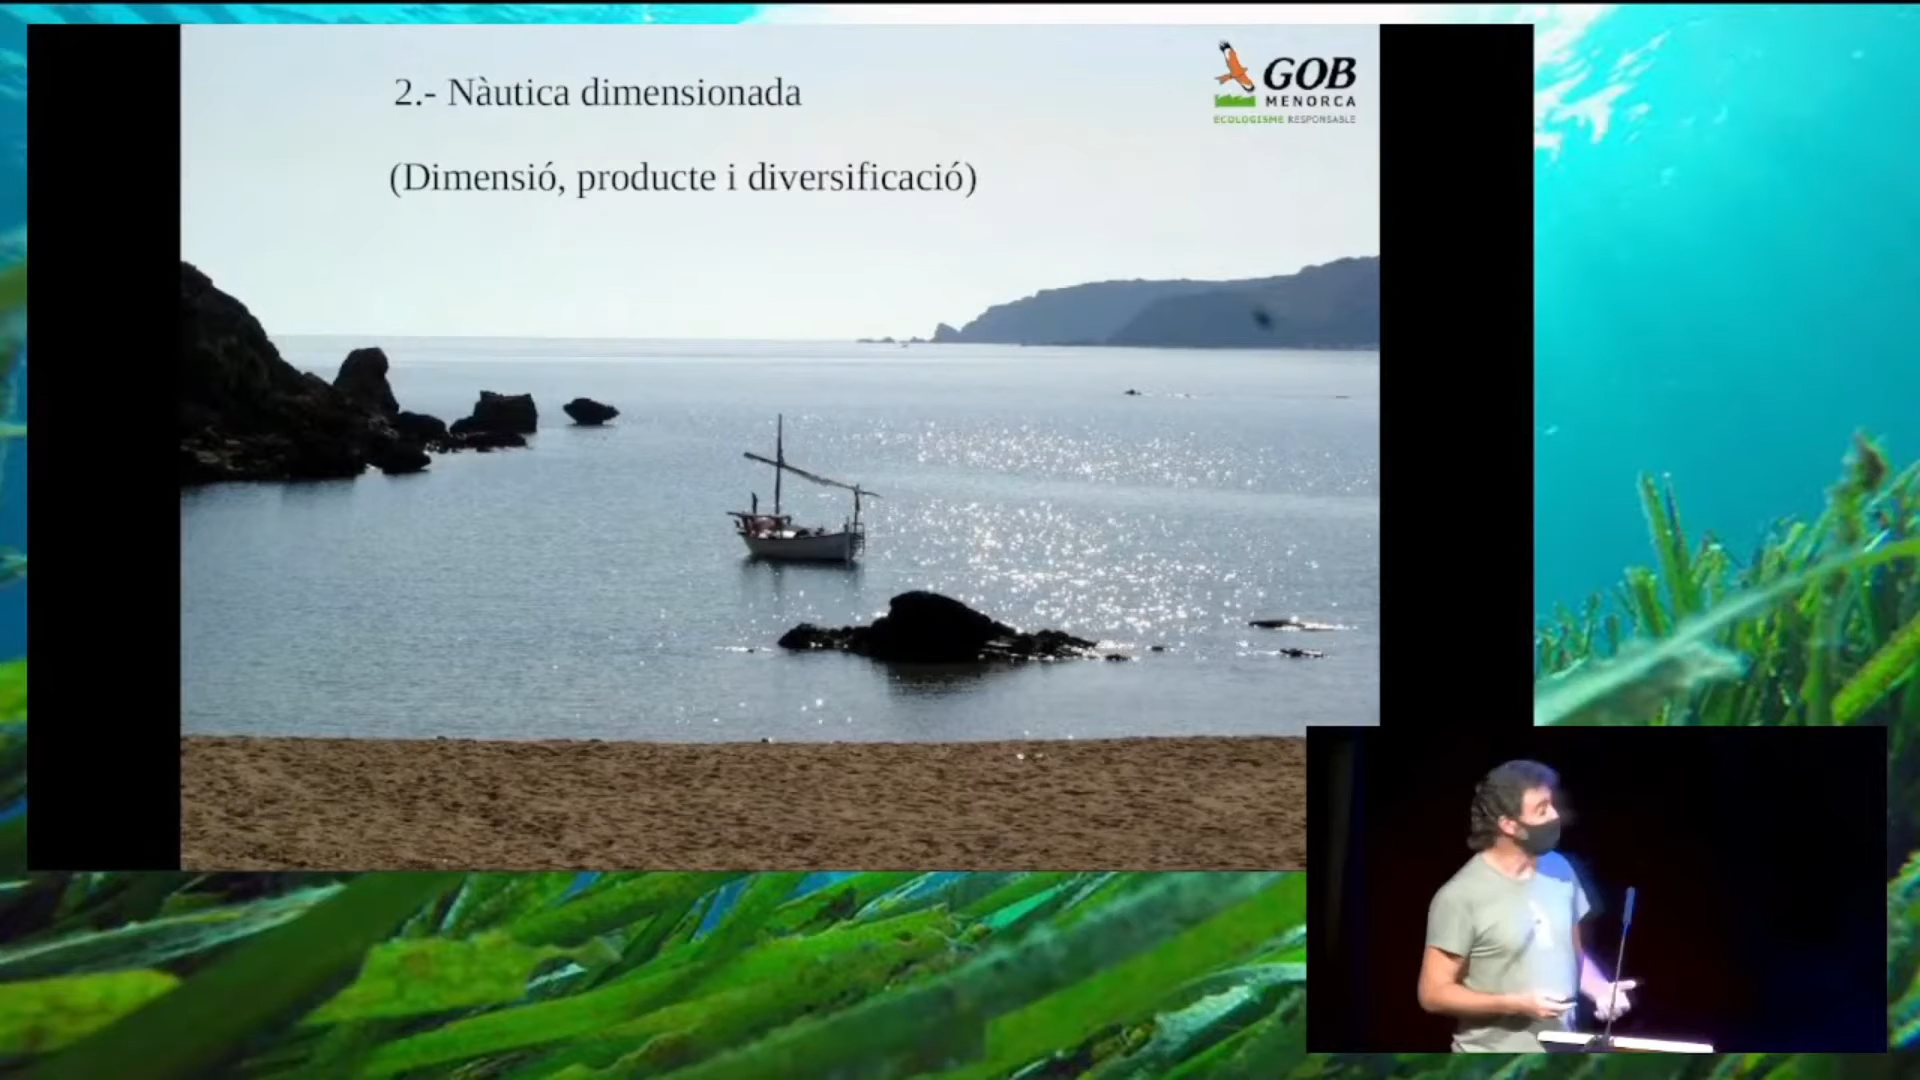 2.- Nàutica dimensionada
(Dimensió, producte i diversificació)
GOB
MENORCA
ECOLOGISME RESPONSABLE